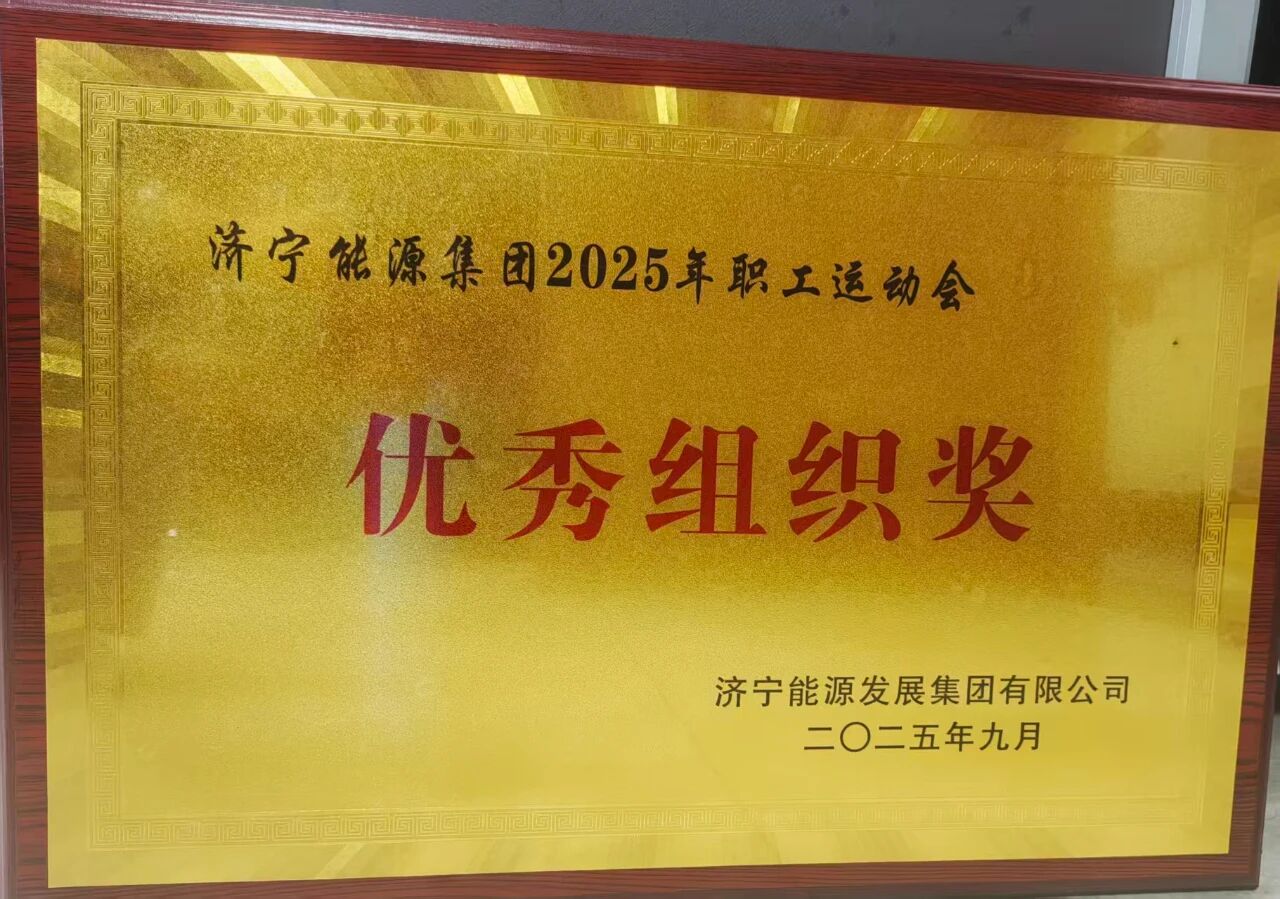 济宁能源集团2025年职工运动会
优秀组织奖
济宁能源发展集团有限公司
二〇二五年九月